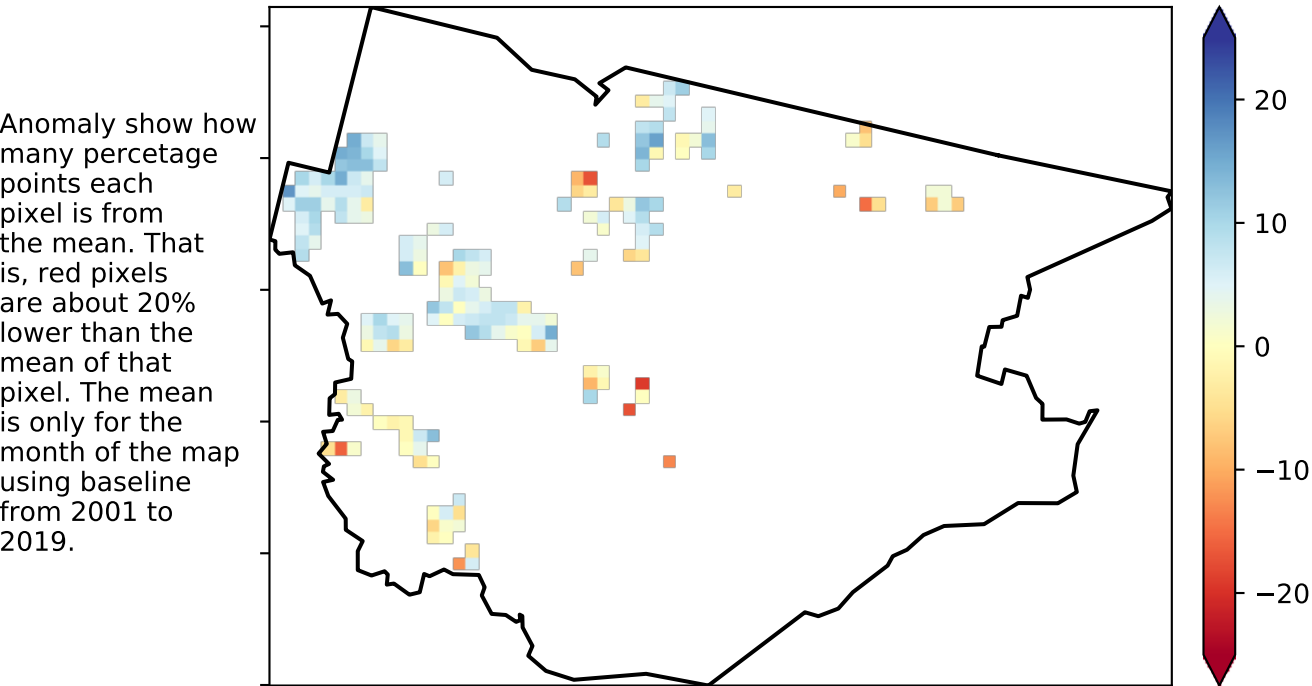 Anomaly show how
many percetage
points each
pixel is from
the mean. That
is, red pixels
are about 20%
lower than the
mean of that
pixel. The mean
is only for the
month of the map
using baseline
from 2001 to
2019.
20
10
0
−10
−20